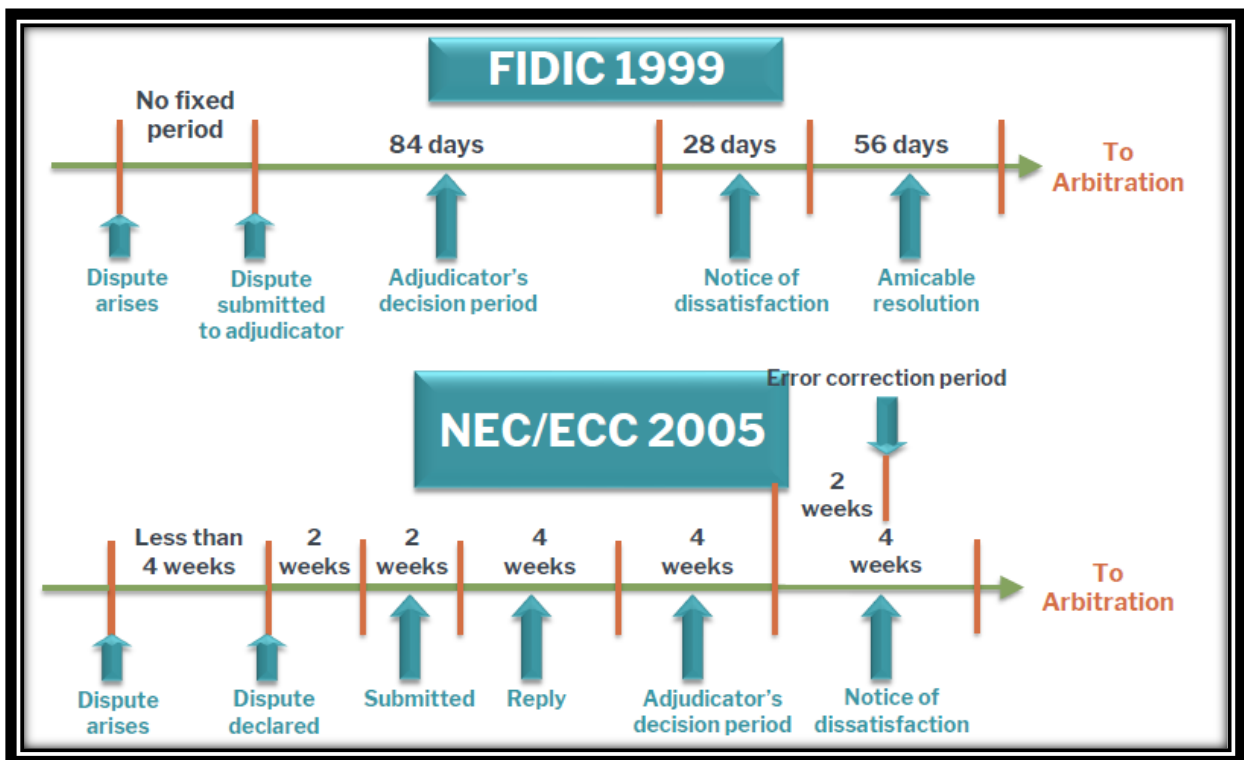 FIDIC 1999
No fixed
period
84 days
28 days
56 days
To
Arbitration
Dispute
arises
Dispute
submitted
to adjudicator
Adjudicator's
decision period
Notice of
dissatisfaction
Amicable
resolution
Error correction period
NEC/ECC 2005
2
weeks
Less than
4 weeks
2
weeks
2
weeks
4
weeks
4
weeks
4
weeks
To
Arbitration
Dispute
arises
Dispute
declared
Submitted
Reply
Adjudicator's
decision period
Notice of
dissatisfaction